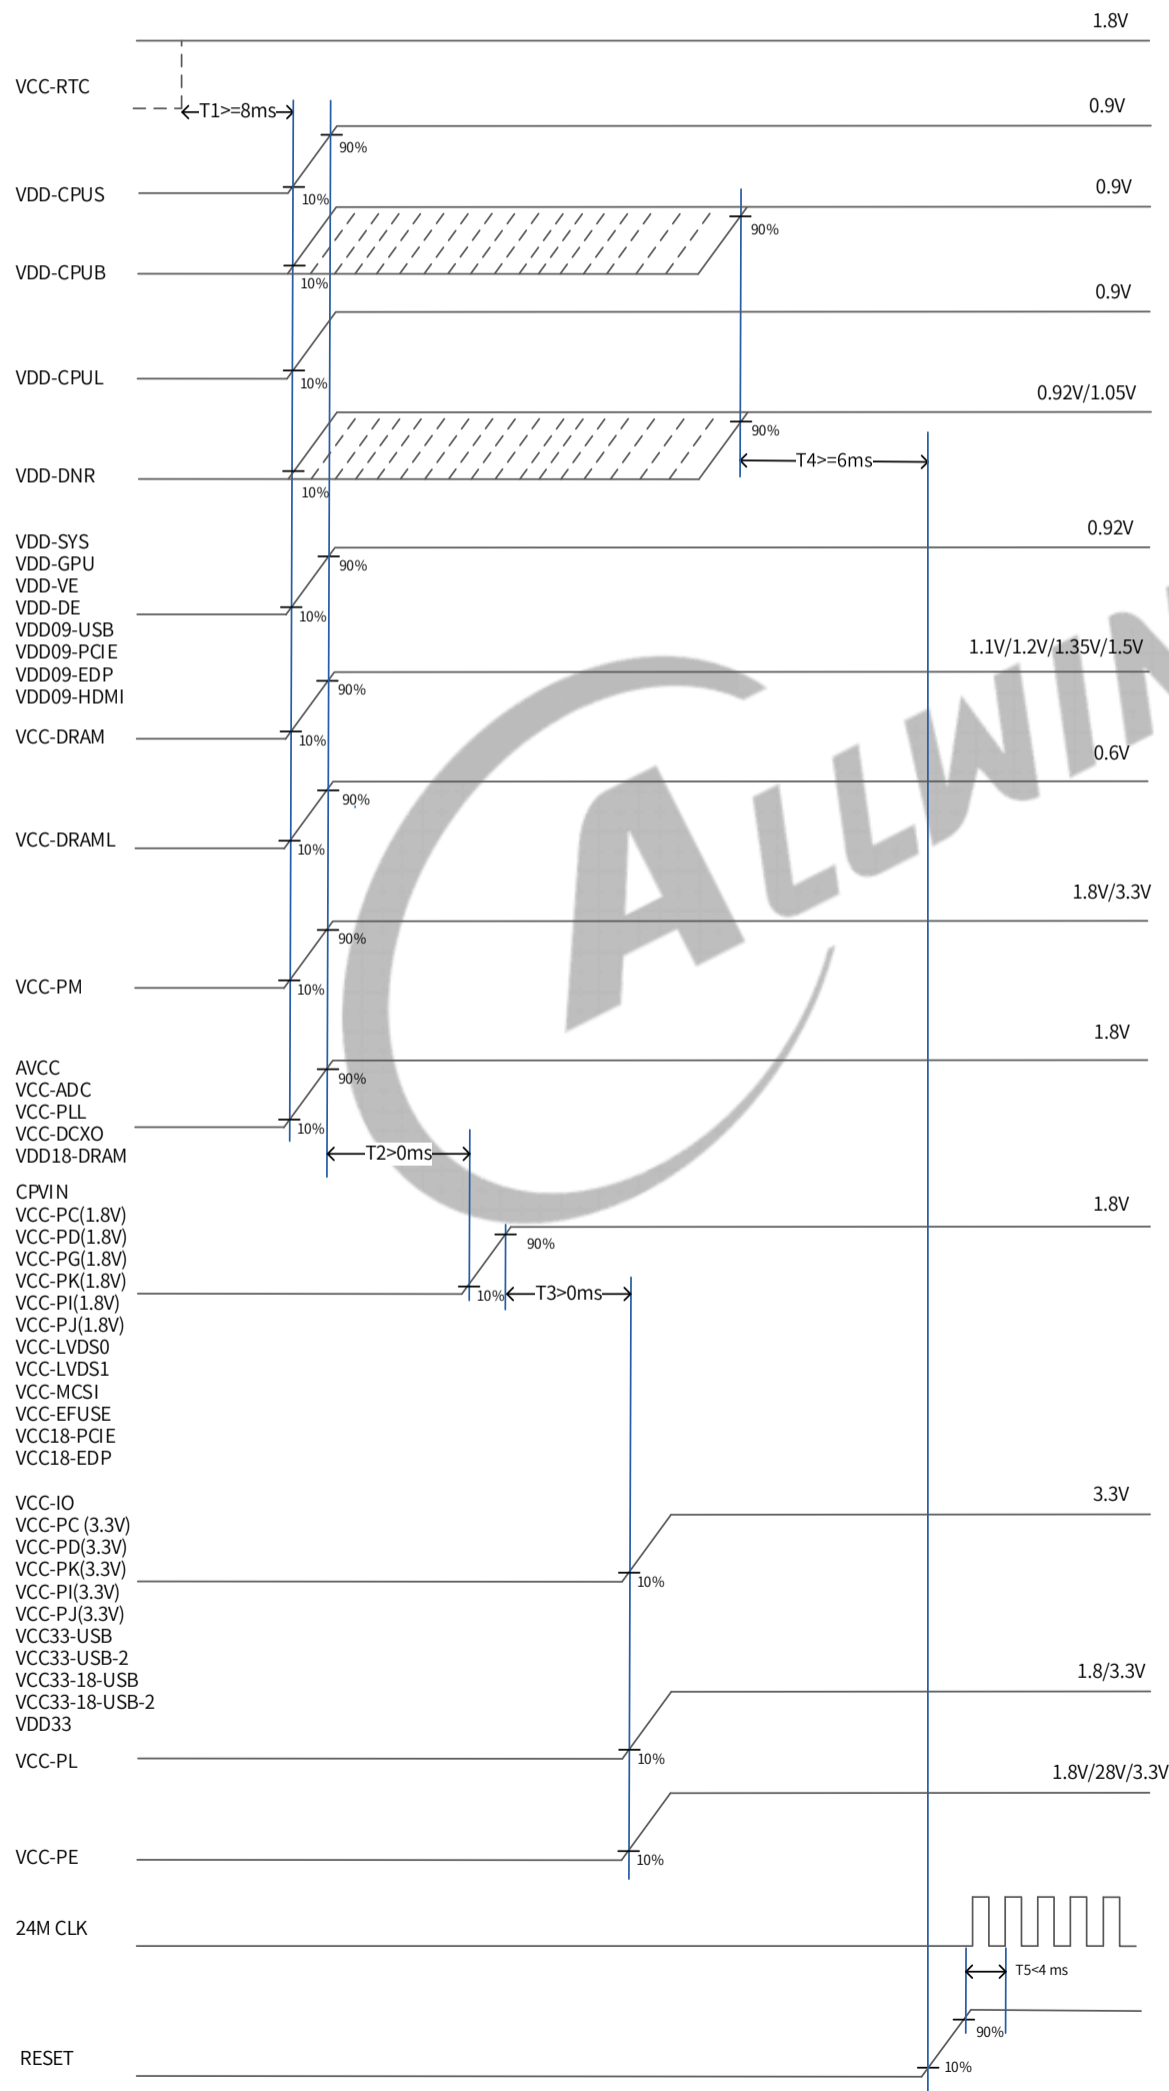 1.8V
VCC-RTC
T1>=8ms
0.9V
90%
VDD-CPUS
10%
0.9V
90%
VDD-CPUB
10%
0.9V
VDD-CPUL
10%
0.92V/1.05V
90%
T4>=6ms
VDD-DNR
10%
0.92V
VDD-SYS
VDD-GPU
90%
VDD-VE
VDD-DE
10%
VDD09-USB
VDD09-PCIE
1.1V/1.2V/1.35V/1.5V
VDD09-EDP
90%
VDD09-HDMI
VCC-DRAM
10%
0.6V
90%
VCC-DRAML
10%
ALLWIN
1.8V/3.3V
90%
VCC-PM
10%
1.8V
AVCC
90%
VCC-ADC
VCC-PLL
VCC-DCXO
10%
VDD18-DRAM
T2>0ms
CPVIN
1.8V
VCC-PC(1.8V)
VCC-PD(1.8V)
90%
VCC-PG(1.8V)
VCC-PK(1.8V)
10%
T3>0ms
VCC-PI(1.8V)
VCC-PJ(1.8V)
VCC-LVDS0
VCC-LVDS1
VCC-MCSI
VCC-EFUSE
VCC18-PCIE
VCC18-EDP
VCC-IO
3.3V
VCC-PC (3.3V)
VCC-PD(3.3V)
VCC-PK(3.3V)
10%
VCC-PI(3.3V)
VCC-PJ(3.3V)
VCC33-USB
VCC33-USB-2
VCC33-18-USB
1.8/3.3V
VCC33-18-USB-2
VDD33
VCC-PL
10%
1.8V/28V/3.3V
VCC-PE
10%
24M CLK
T5<4 ms
90%
RESET
10%